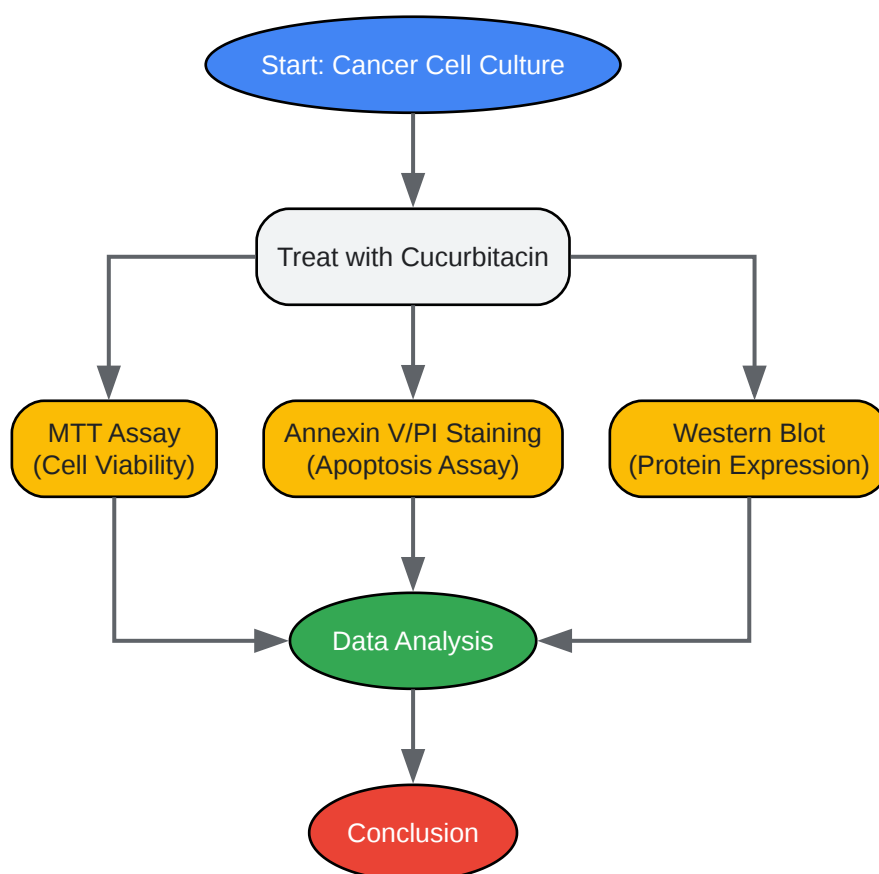 Start: Cancer Cell Culture
Treat with Cucurbitacin
MTT Assay
(Cell Viability)
Annexin V/PI Staining
(Apoptosis Assay)
Western Blot
(Protein Expression)
Data Analysis
Conclusion